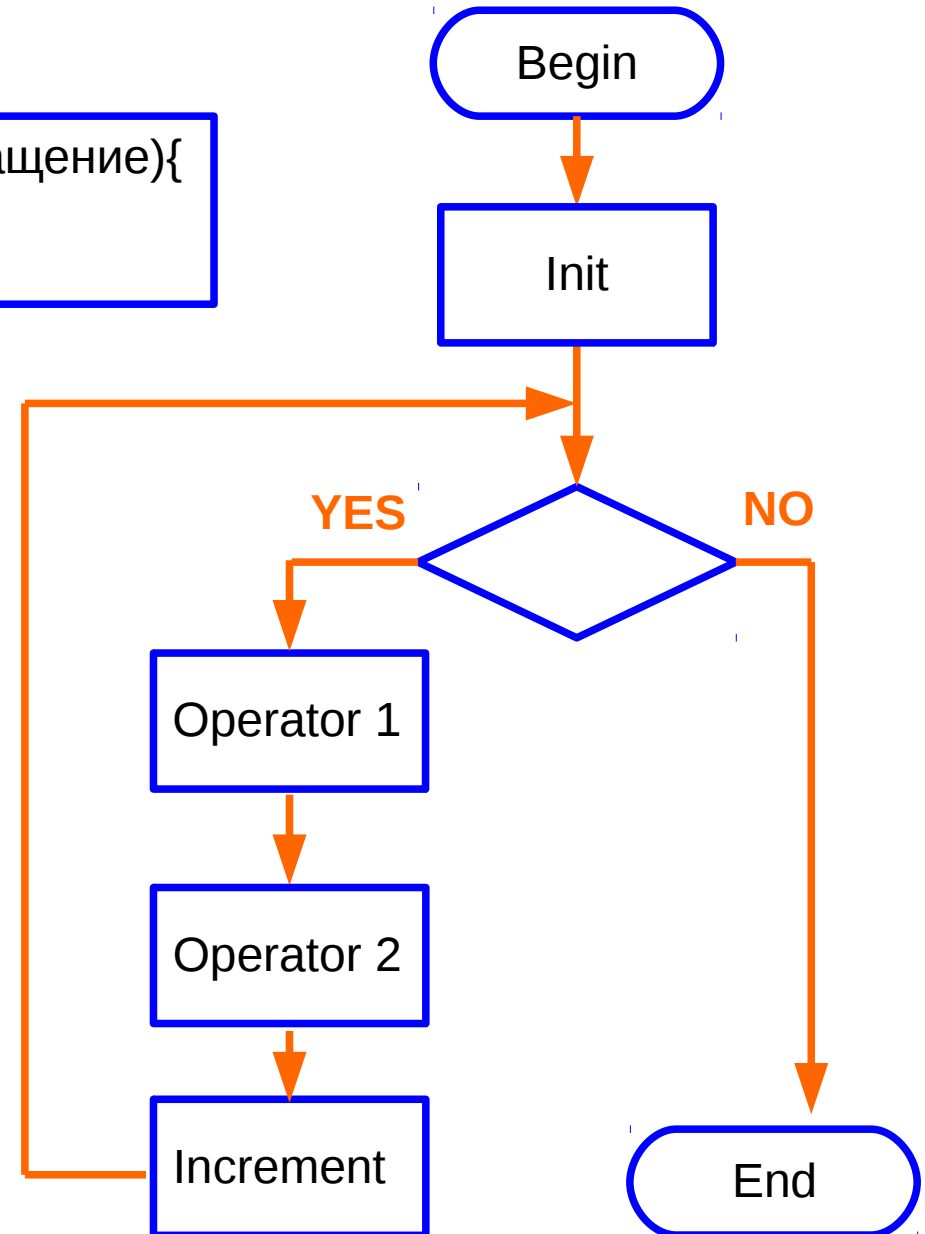 Begin
ащение){
Init
YES
NO
Operator 1
Operator 2
Increment
End